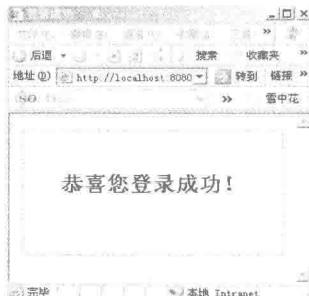 后退 搜索 收藏夹 »
地址(D) http://localhost:8080 转到 链接 »
SO » 雪中花
恭喜您登录成功！
完毕 本地 Intranet